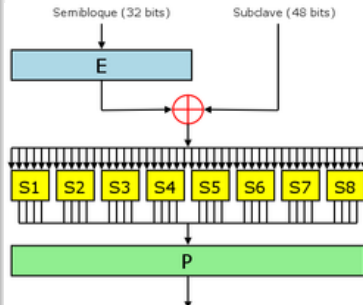 Semibloque (32 bits) Subclave (48 bits)
E
S1 S2 S3 S4 S5 S6 S7 S8
P